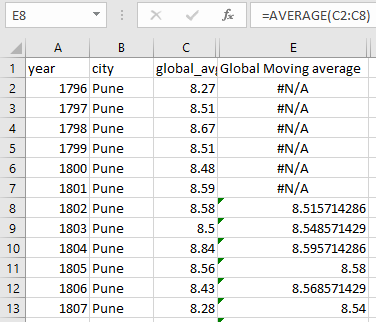 E8 fx =AVERAGE(C2:C8)
A B C E
1 year city global_avg Global Moving average
2 1796 Pune 8.27 #N/A
3 1797 Pune 8.51 #N/A
4 1798 Pune 8.67 #N/A
5 1799 Pune 8.51 #N/A
6 1800 Pune 8.48 #N/A
7 1801 Pune 8.59 #N/A
8 1802 Pune 8.58 8.515714286
9 1803 Pune 8.5 8.548571429
10 1804 Pune 8.84 8.595714286
11 1805 Pune 8.56 8.58
12 1806 Pune 8.43 8.568571429
13 1807 Pune 8.28 8.54